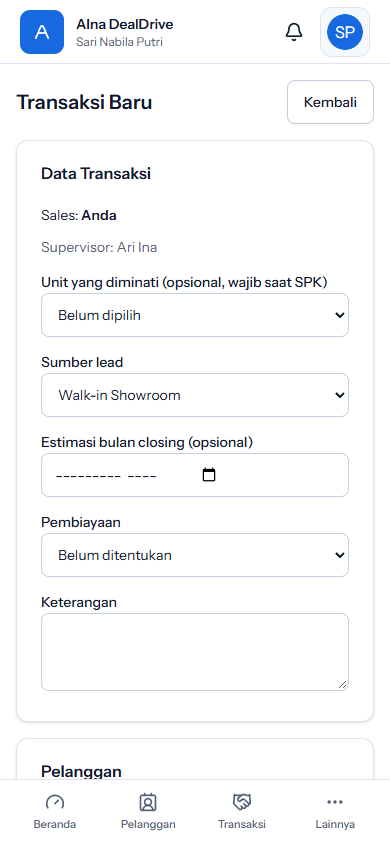 A
Alna DealDrive
Sari Nabila Putri
SP
Transaksi Baru
Kembali
Data Transaksi
Sales: Anda
Supervisor: Ari Ina
Unit yang diminati (opsional, wajib saat SPK)
Belum dipilih
Sumber lead
Walk-in Showroom
Estimasi bulan closing (opsional)
--------- ----
Pembiayaan
Belum ditentukan
Keterangan
Pelanggan
Beranda
Pelanggan
Transaksi
Lainnya